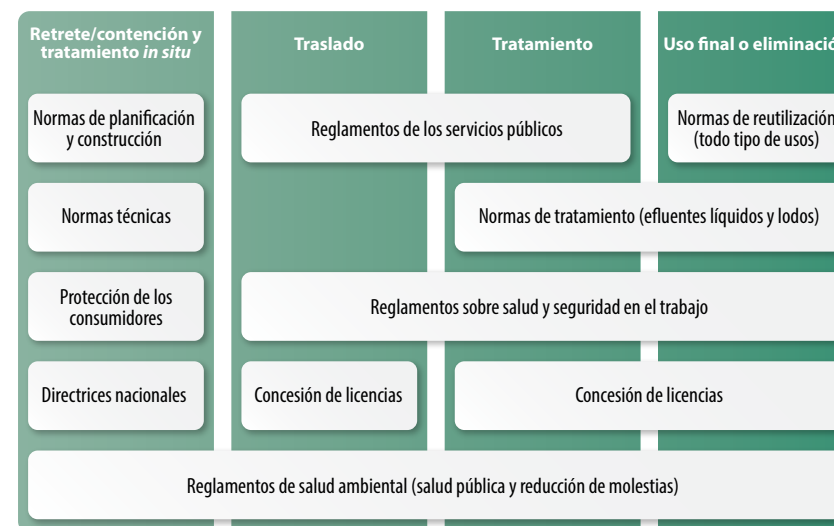 Retrete/contención y
tratamiento in situ
Traslado
Tratamiento
Uso final o eliminació
Normas de planificación
y construcción
Reglamentos de los servicios públicos
Normas de reutilización
(todo tipo de usos)
Normas técnicas
Normas de tratamiento (efluentes líquidos y lodos)
Protección de los
consumidores
Reglamentos sobre salud y seguridad en el trabajo
Directrices nacionales
Concesión de licencias
Concesión de licencias
Reglamentos de salud ambiental (salud pública y reducción de molestias)